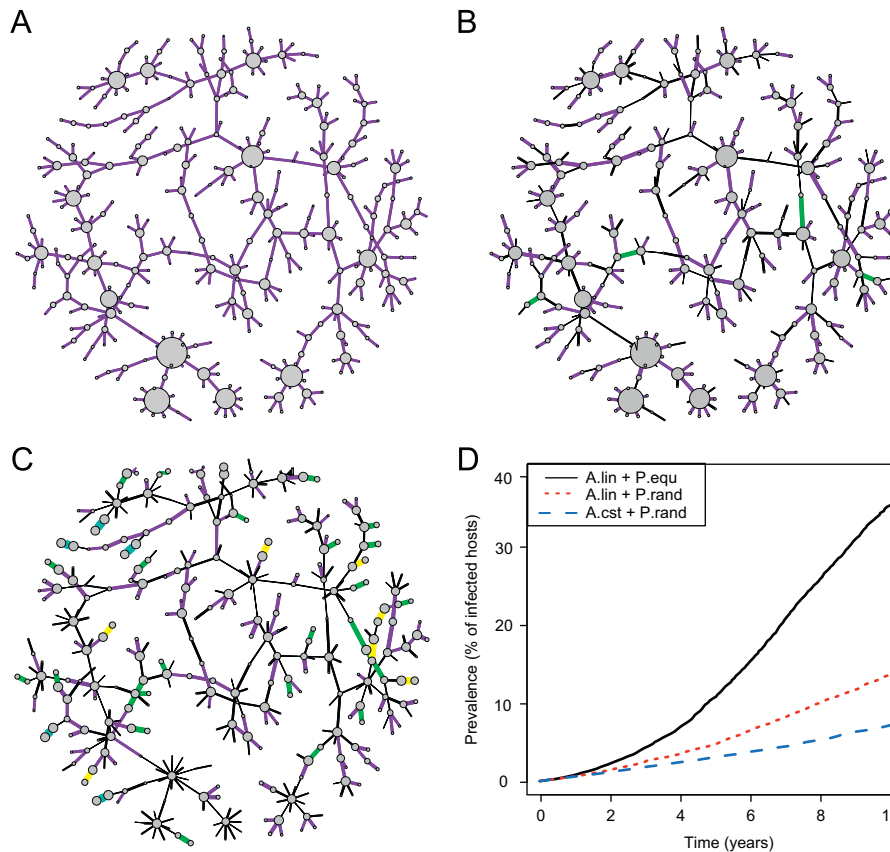 A
B
C
D
A.lin + P.equ
A.lin + P.rand
A.cst + P.rand
Prevalence (% of infected hosts)
40
30
20
10
0
0
2
4
6
8
1
Time (years)